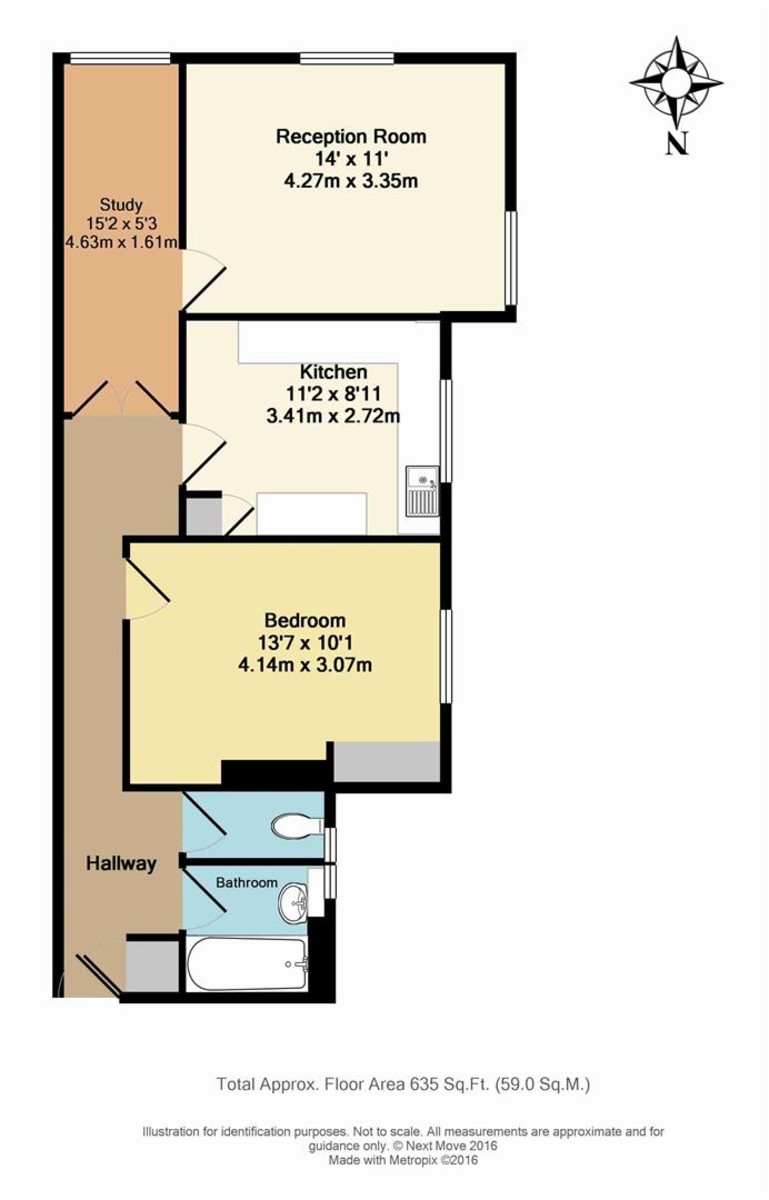 N
Reception Room
14' x 11'
4.27m x 3.35m
Study
15'2 x 5'3
4.63m x 1.61m
Kitchen
11'2 x 8'11
3.41m x 2.72m
Bedroom
13'7 x 10'1
4.14m x 3.07m
Hallway
Bathroom
Total Approx. Floor Area 635 Sq.Ft. (59.0 Sq.M.)
Illustration for identification purposes. Not to scale. All measurements are approximate and for
guidance only. © Next Move 2016
Made with Metropix ©2016